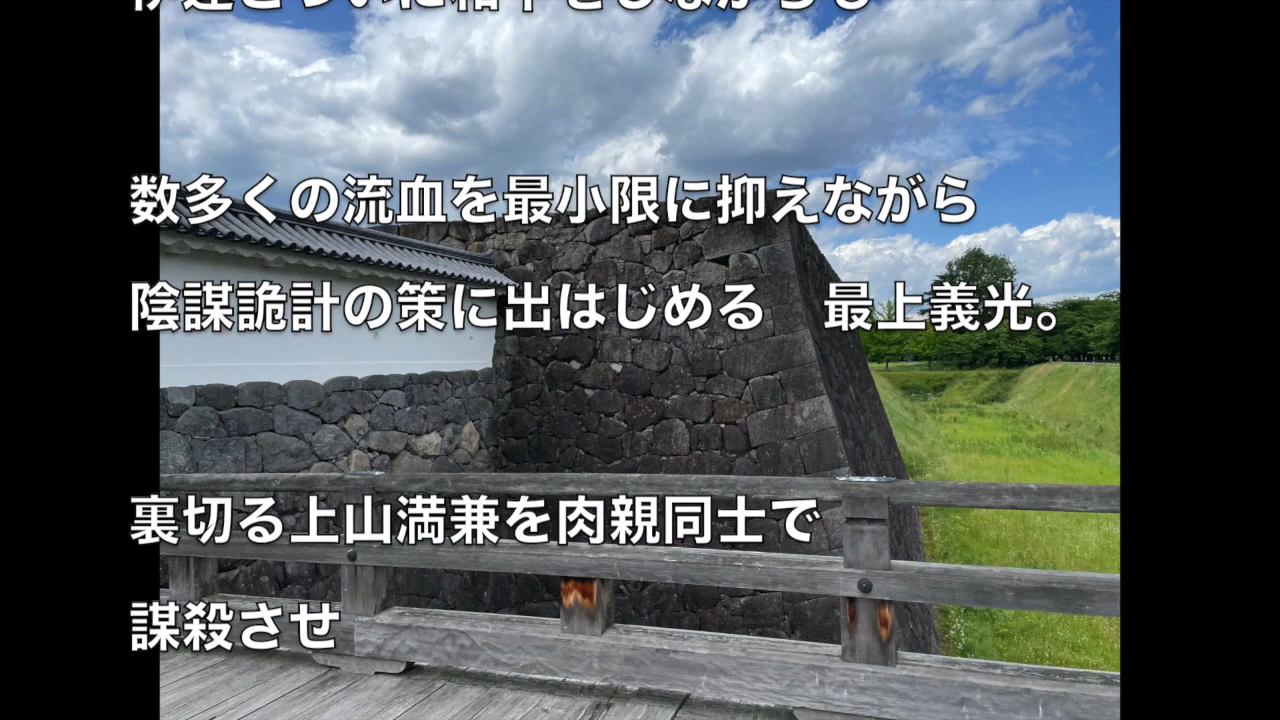 数多くの流血を最小限に抑えながら
陰謀詭計の策に出はじめる　最上義光。
裏切る上山満兼を肉親同士で
謀殺させ